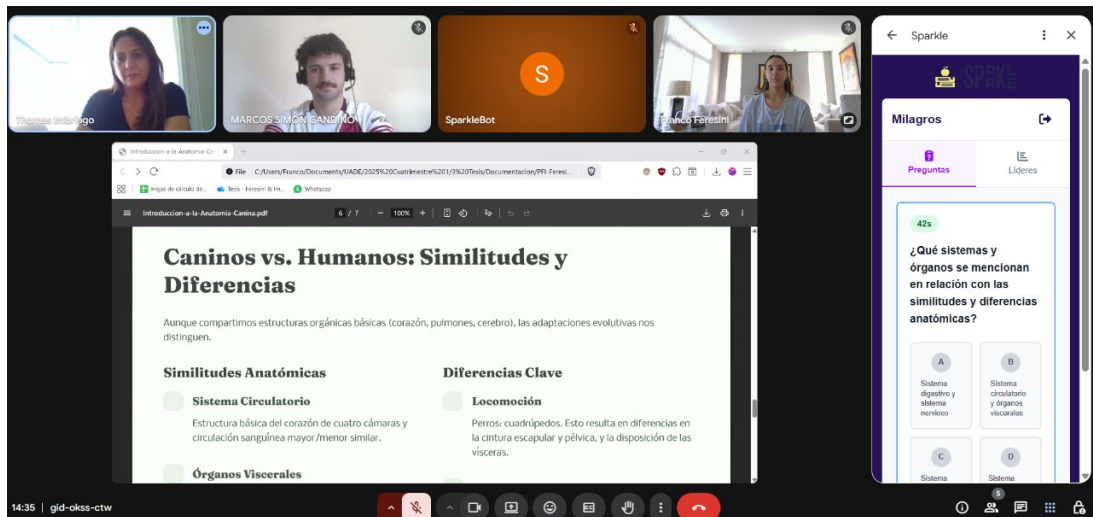 Thomas Imbriago
MARCOS SIMON GANDINO
S
SparkleBot
Franco Feresini
Sparkle
SPARKLE
Milagros
Preguntas
Líderes
42s
¿Qué sistemas y
órganos se mencionan
en relación con las
similitudes y diferencias
anatómicas?
A
Sistema
digestivo y
sistema
nervioso
B
Sistema
circulatorio
y órganos
viscerales
C
Sistema
D
Sistema
Introduccion-a-la-Anatomia-Ca
File C:/Users/Franco/Documents/UADE/2025%20Cuatrimestre%201/3%20Tesis/Documentacion/PFI-Feresi...
Hojas de cálculo de...
Tesis - Feresini & Im...
Whatsapp
Introduccion-a-la-Anatomia-Canina.pdf
6 / 7
100%
Caninos vs. Humanos: Similitudes y
Diferencias
Aunque compartimos estructuras orgánicas básicas (corazón, pulmones, cerebro), las adaptaciones evolutivas nos
distinguen.
Similitudes Anatómicas
Sistema Circulatorio
Estructura básica del corazón de cuatro cámaras y
circulación sanguínea mayor/menor similar.
Órganos Viscerales
Diferencias Clave
Locomoción
Perros: cuadrúpedos. Esto resulta en diferencias en
la cintura escapular y pélvica, y la disposición de las
vísceras.
14:35 | gid-okss-ctw
5